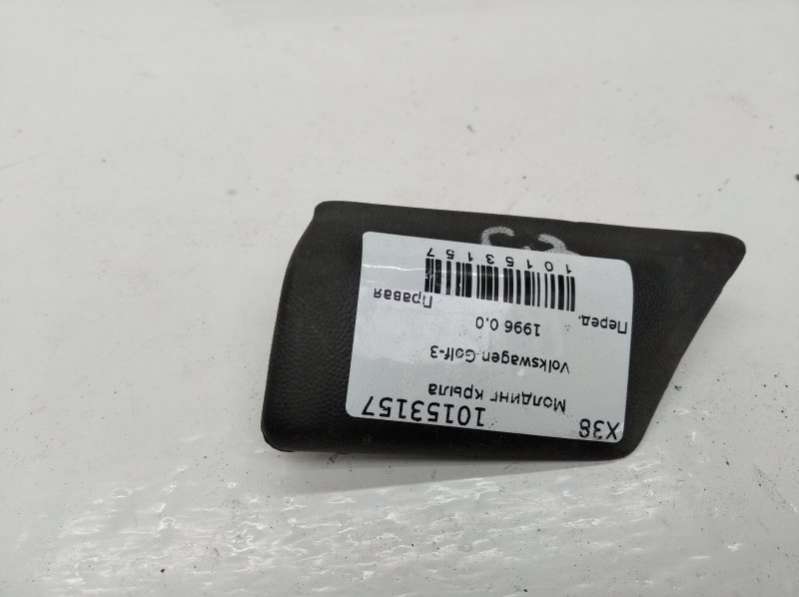 X38 10153157
Молдинг крыла
Volkswagen Golf-3
1996 0.0
Перед. Правая
10153157